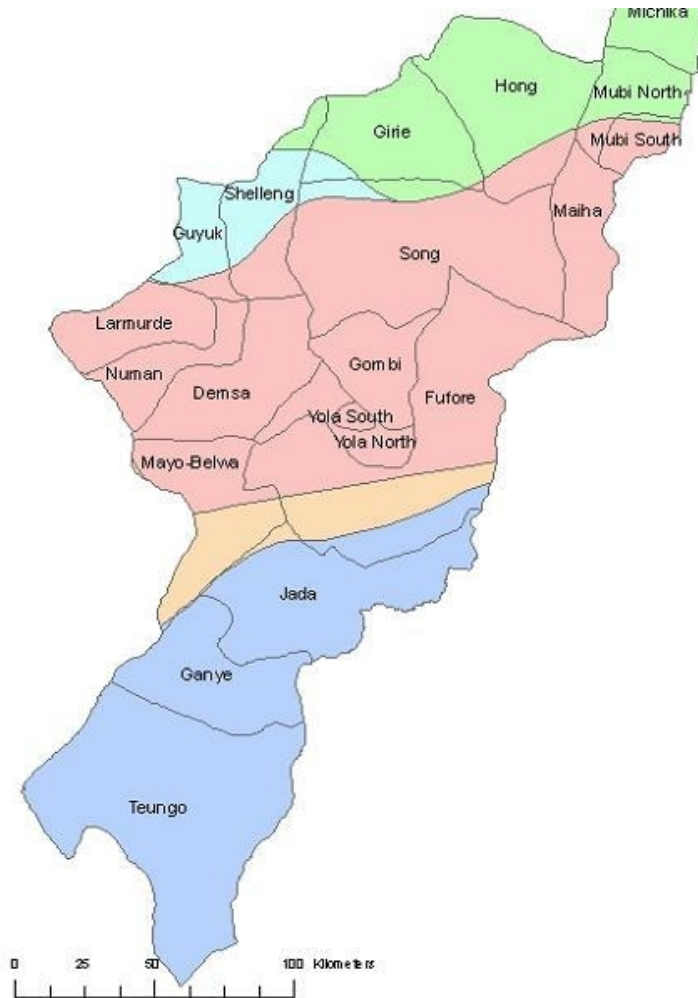 Michika
Hong
Mubi North
Girie
Mubi South
Shelleng
Maiha
Guyuk
Song
Larmurde
Gombi
Numan
Demsa
Fufore
Yola South
Yola North
Mayo-Belwa
Jada
Ganye
Teungo
0 25 50 100 Kilometers